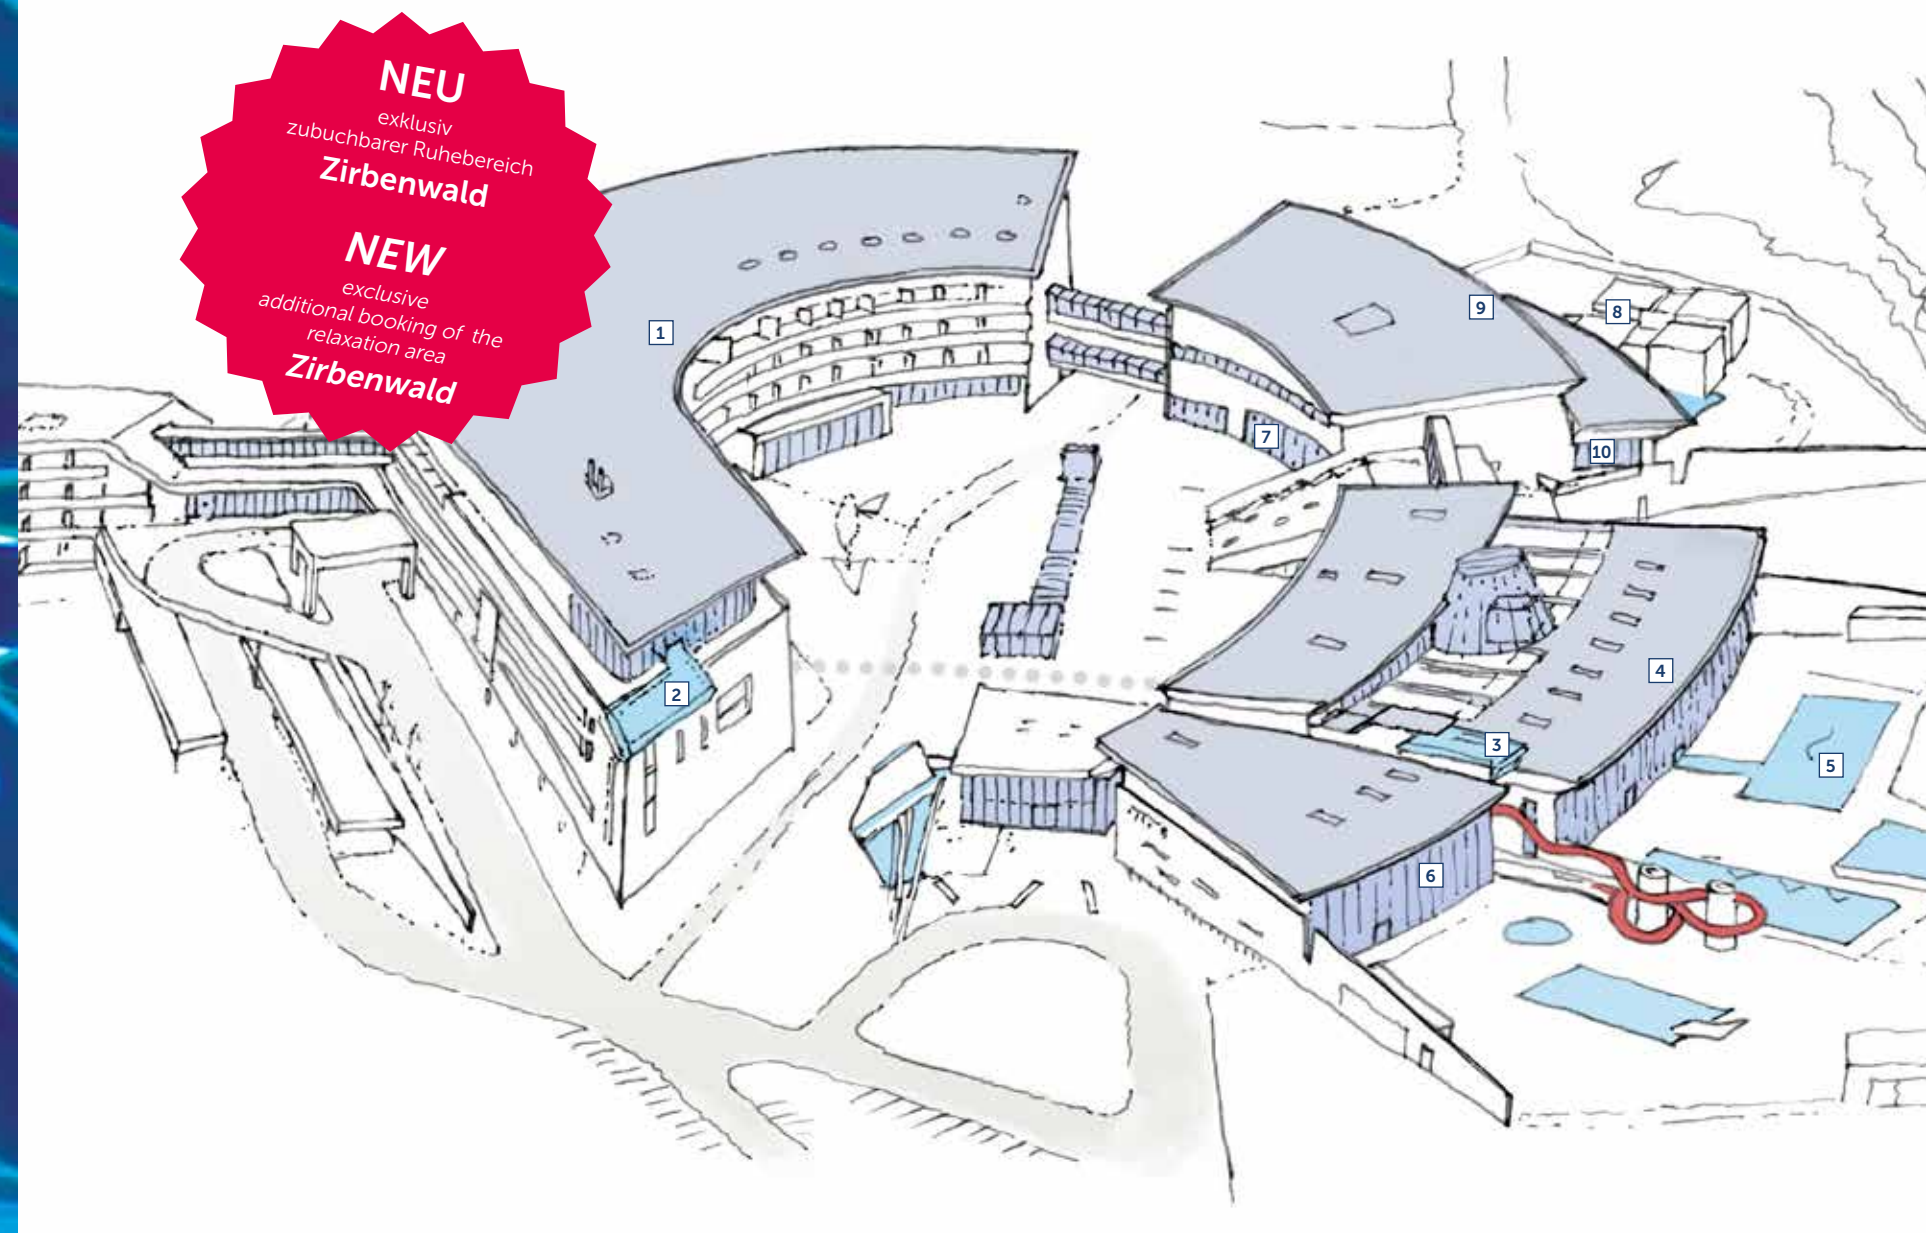 NEU
exklusiv
zubuchbarer Ruhebereich
Zirbenwald
NEW
exclusive
additional booking of the
relaxation area
Zirbenwald
1
2
3
4
5
6
7
8
9
10